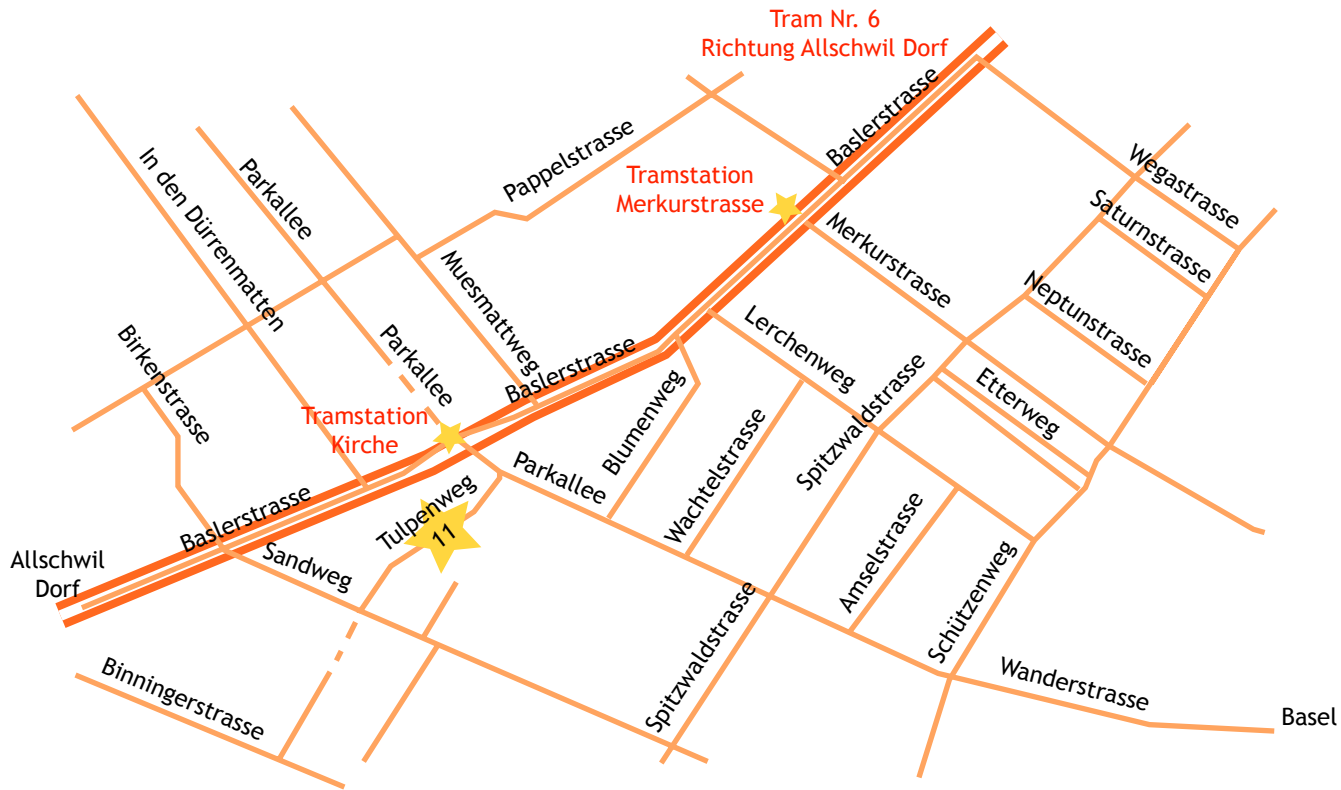 Tram Nr. 6
Richtung Allschwil Dorf
Baslerstrasse
Pappelstrasse
Wegastrasse
In den Dürrenmatten
Parkallee
Tramstation
Merkurstrasse
Saturnstrasse
Merkurstrasse
Muesmattweg
Neptunstrasse
Birkenstrasse
Parkallee
Baslerstrasse
Lerchenweg
Spitzwaldstrasse
Etterweg
Tramstation
Kirche
Blumenweg
Wachtelstrasse
Parkallee
Baslerstrasse
Tulpenweg
11
Amselstrasse
Allschwil
Dorf
Sandweg
Schützenweg
Spitzwaldstrasse
Binningerstrasse
Wanderstrasse
Basel